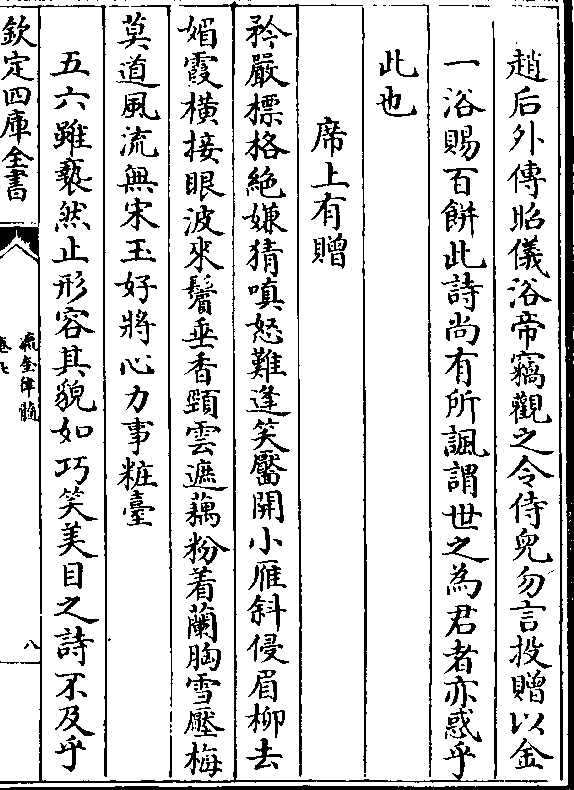 趙后外傳昭儀浴帝竊觀之令侍兒勿言投贈以金
一浴賜百餅此詩尚有所諷謂世之為君者亦惑乎
此也
席上有贈
矜嚴標格絶嫌猜嗔怒難逢笑靨開小雁斜侵眉柳去
媚霞橫接眼波來鬢垂香頸雲遮藕粉着蘭胸雪壓梅
莫道風流無宋玉好將心力事粧臺
五六雖褻然止形容其貌如巧笑美目之詩不及乎
欽定四庫全書
瀛奎律髓
八